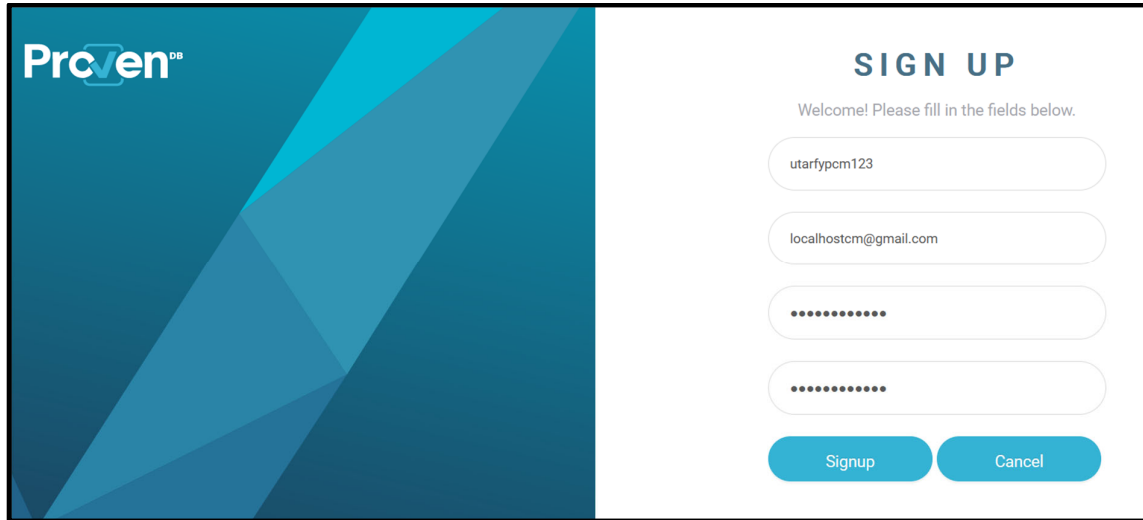 ProvenDB
SIGN UP
Welcome! Please fill in the fields below.
utarfypcm123
localhostcm@gmail.com
••••••••••••
••••••••••••
Signup
Cancel